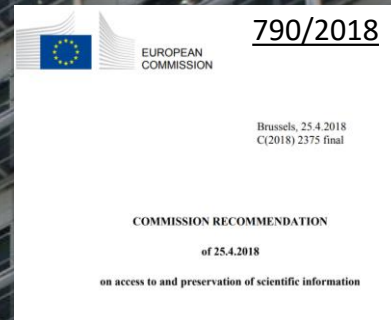 790/2018
EUROPEAN
COMMISSION
Brussels, 25.4.2018
C(2018) 2375 final
COMMISSION RECOMMENDATION
of 25.4.2018
on access to and preservation of scientific information